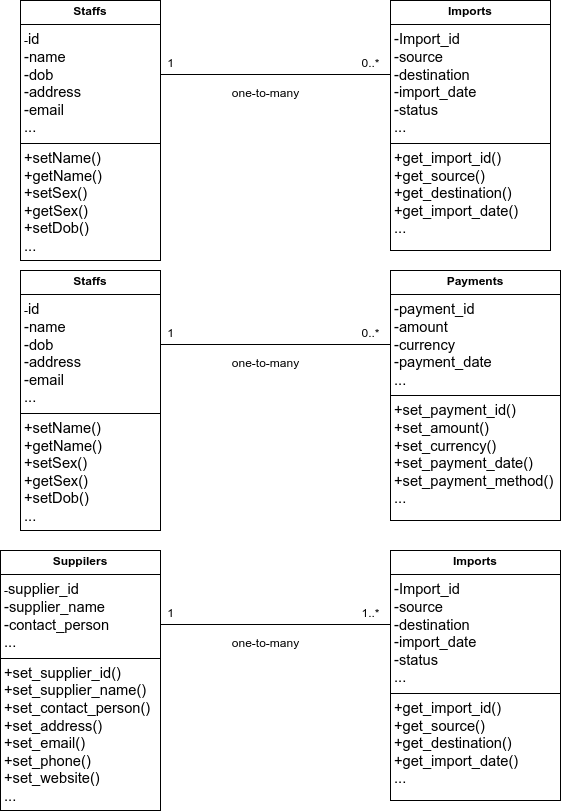 Staffs
-id
-name
-dob
-address
-email
...
+setName()
+getName()
+setSex()
+getSex()
+setDob()
...
1
0..*
one-to-many
Imports
-Import_id
-source
-destination
-import_date
-status
...
+get_import_id()
+get_source()
+get_destination()
+get_import_date()
...
Staffs
-id
-name
-dob
-address
-email
...
+setName()
+getName()
+setSex()
+getSex()
+setDob()
...
1
0..*
one-to-many
Payments
-payment_id
-amount
-currency
-payment_date
...
+set_payment_id()
+set_amount()
+set_currency()
+set_payment_date()
+set_payment_method()
...
Suppilers
-supplier_id
-supplier_name
-contact_person
...
+set_supplier_id()
+set_supplier_name()
+set_contact_person()
+set_address()
+set_email()
+set_phone()
+set_website()
...
1
1..*
one-to-many
Imports
-Import_id
-source
-destination
-import_date
-status
...
+get_import_id()
+get_source()
+get_destination()
+get_import_date()
...